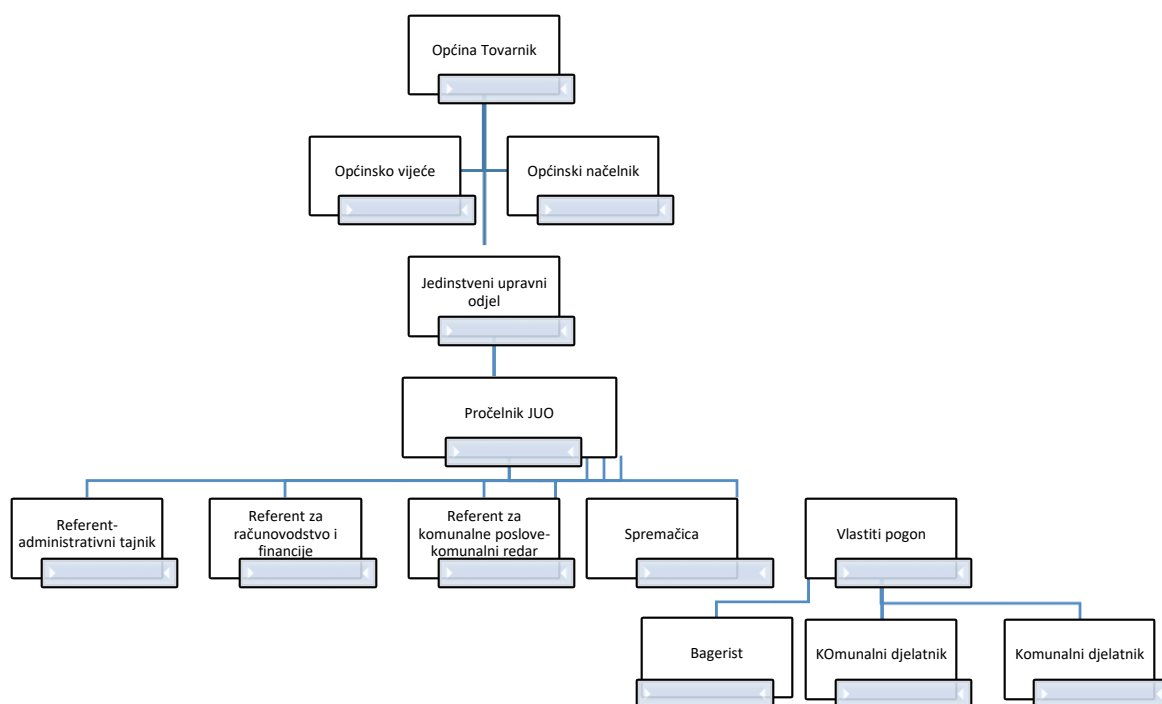 Općina Tovarnik
Općinsko vijeće
Općinski načelnik
Jedinstveni upravni
odjel
Pročelnik JUO
Referent-
administrativni tajnik
Referent za
računovodstvo i
financije
Referent za
komunalne poslove-
komunalni redar
Spremačica
Vlastiti pogon
Bagerist
KOmunalni djelatnik
Komunalni djelatnik